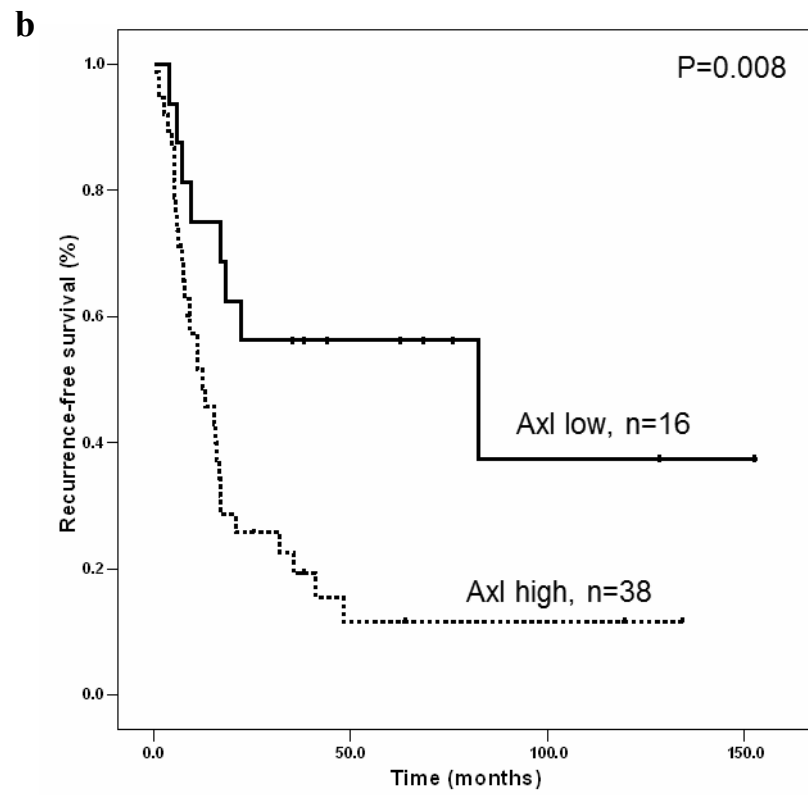 b
P=0.008
1.0
0.8
0.6
0.4
0.2
0.0
Recurrence-free survival (%)
Axl low, n=16
Axl high, n=38
0.0 50.0 100.0 150.0
Time (months)